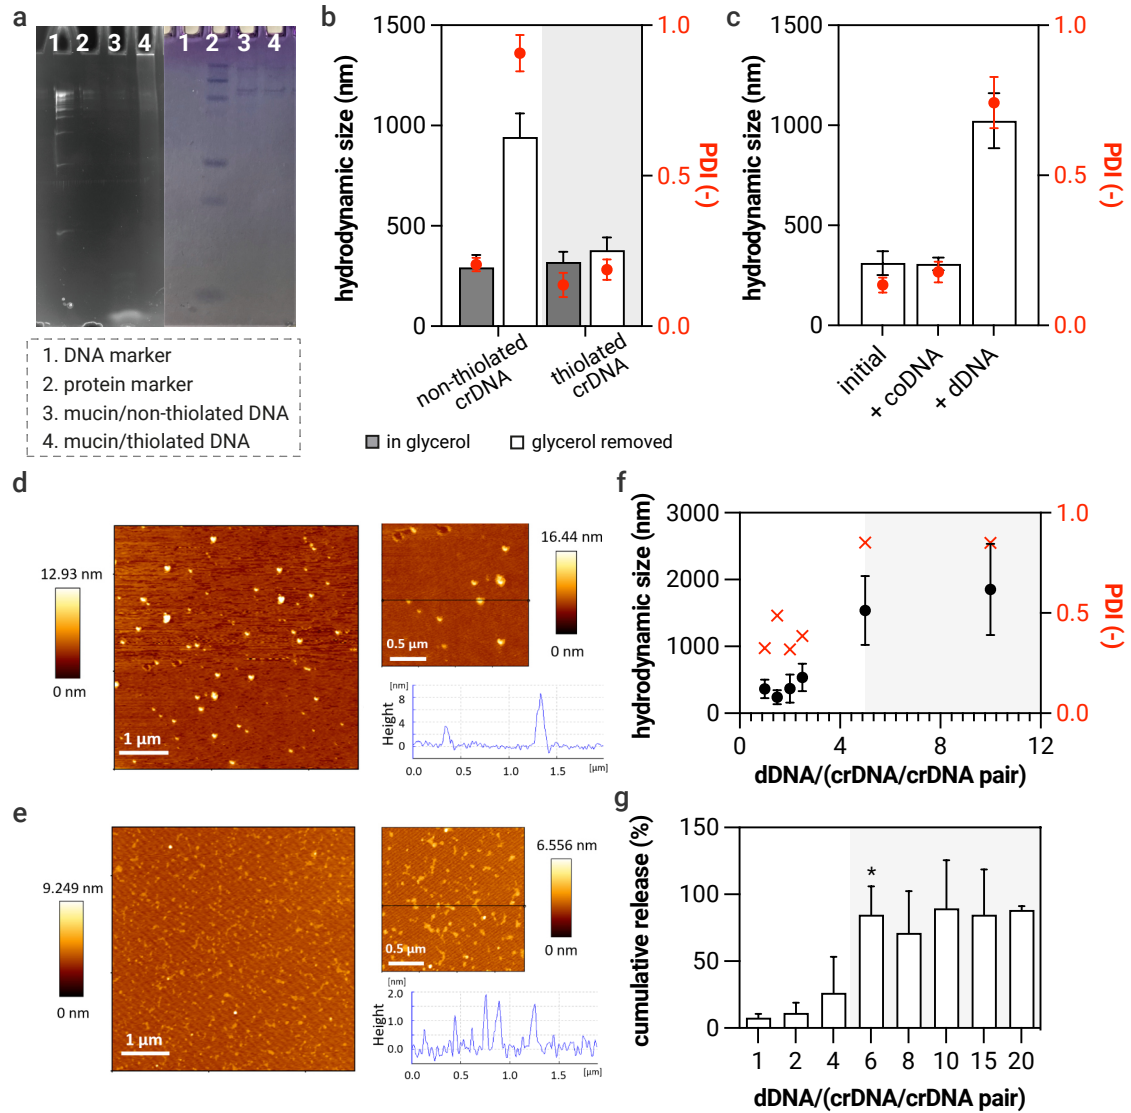 a
1 2 3 4 1 2 3 4
1. DNA marker
2. protein marker
3. mucin/non-thiolated DNA
4. mucin/thiolated DNA
b
hydrodynamic size (nm)
1500
1000
500
0
PDI (-)
1.0
0.5
0.0
non-thiolated
crDNA
thiolated
crDNA
in glycerol
glycerol removed
c
hydrodynamic size (nm)
1500
1000
500
0
PDI (-)
1.0
0.5
0.0
initial
+ coDNA
+ dDNA
d
12.93 nm
0 nm
1 µm
16.44 nm
0 nm
0.5 µm
[nm]
Height
8
4
0
0.0 0.5 1.0 1.5 [µm]
e
9.249 nm
0 nm
1 µm
6.556 nm
0 nm
0.5 µm
[nm]
Height
2.0
1.0
0.0
0.0 0.5 1.0 1.5 [µm]
f
hydrodynamic size (nm)
3000
2000
1000
0
PDI (-)
1.0
0.5
0.0
0 4 8 12
dDNA/(crDNA/crDNA pair)
g
cumulative release (%)
150
100
50
0
*
1 2 4 6 8 10 15 20
dDNA/(crDNA/crDNA pair)